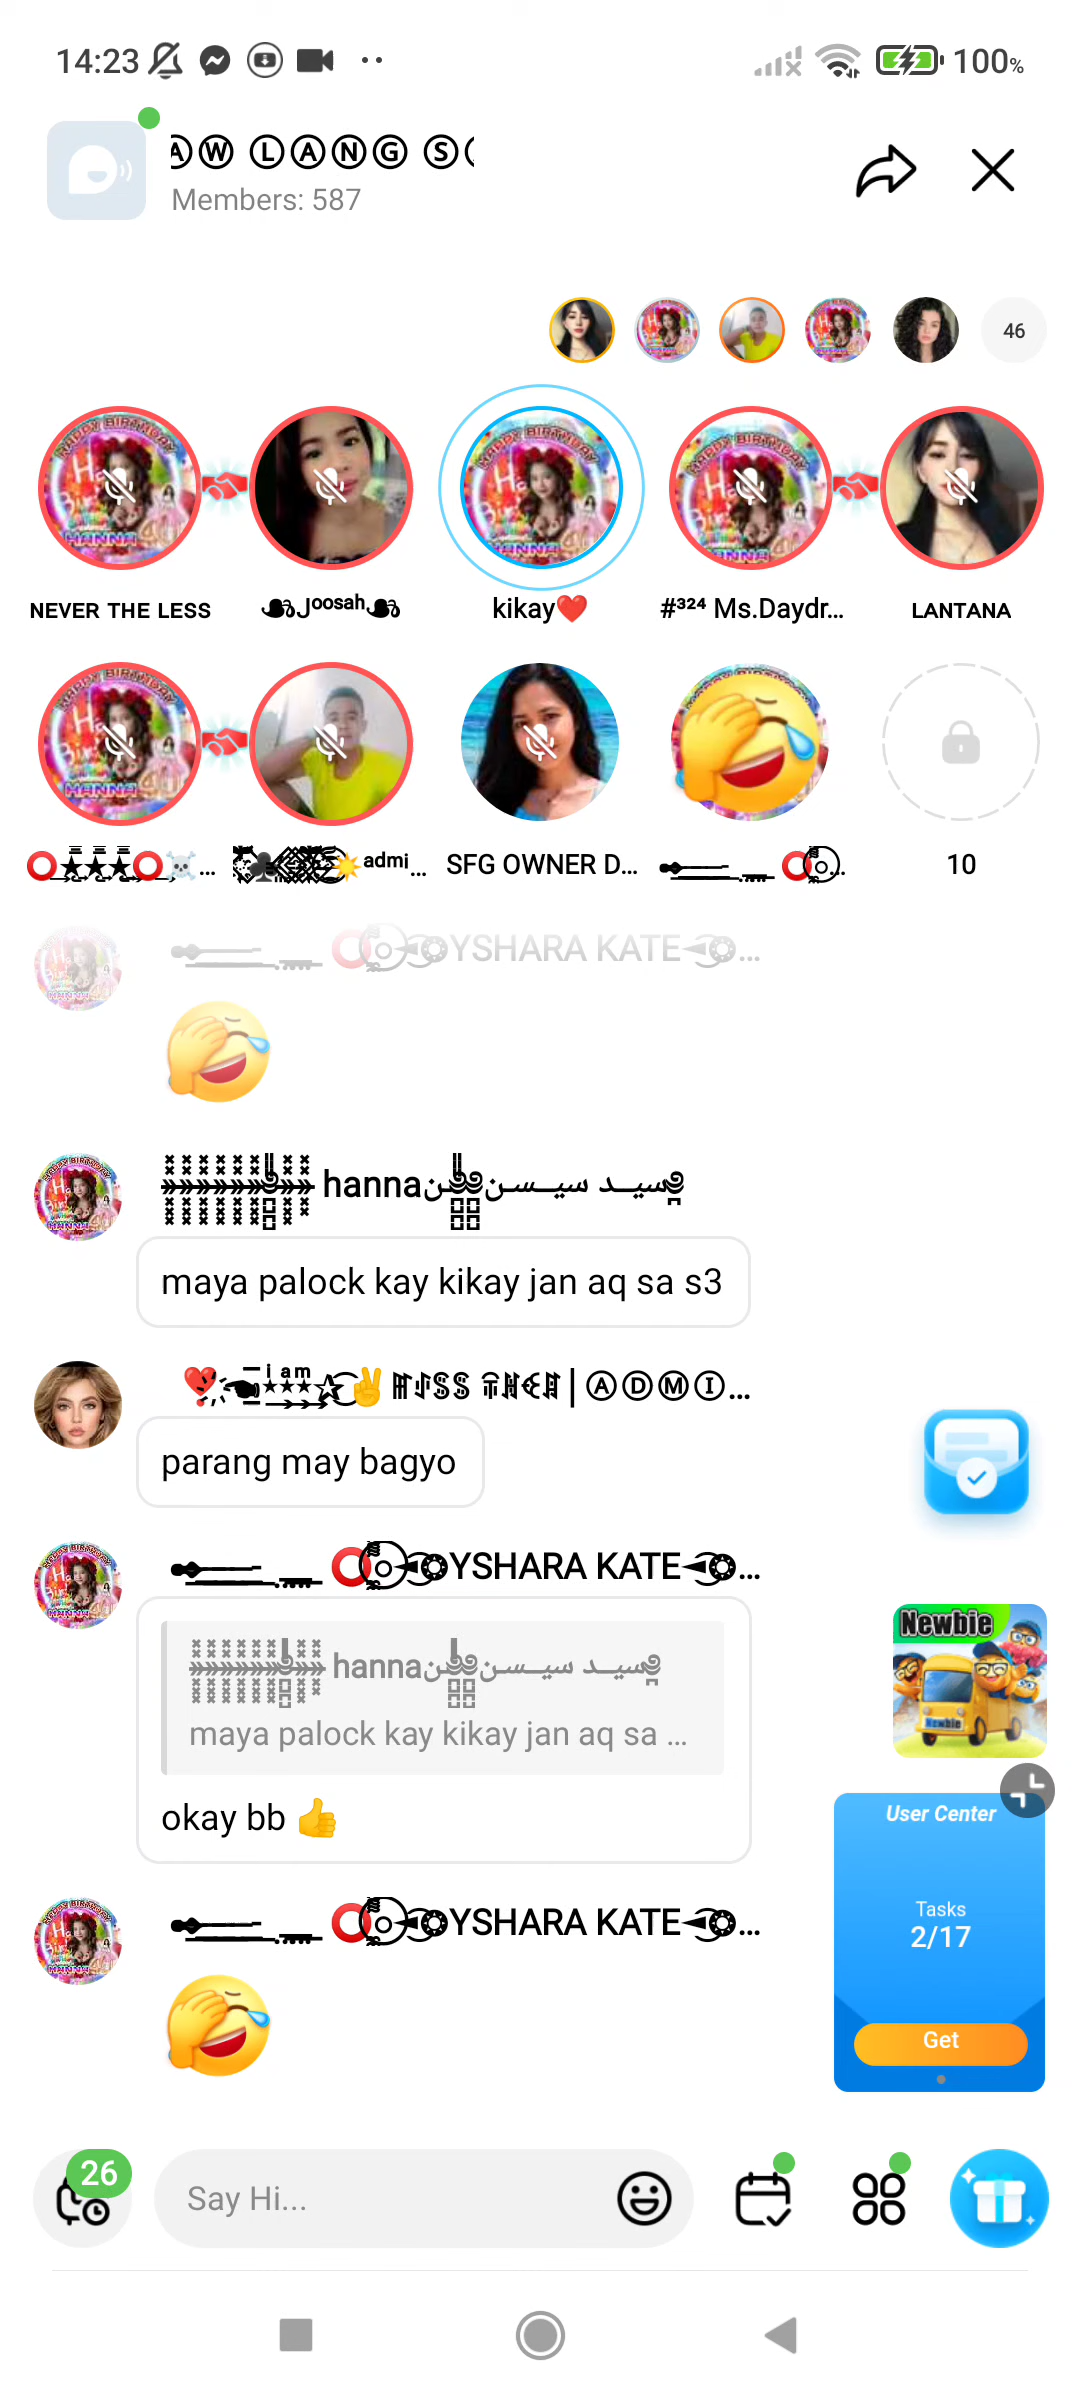 14:23
100%
Ⓦ ⓁⒶⓃⒼ Ⓢ
Members: 587
46
NEVER THE LESS
Joosah
kikay❤️
#³²⁴ Ms.Daydr...
LANTANA
admi...
SFG OWNER D...
10
YSHARA KATE
hanna
maya palock kay kikay jan aq sa s3
i a m
ⒶⒹⓂⒾ...
parang may bagyo
YSHARA KATE
hanna
maya palock kay kikay jan aq sa ...
okay bb 👍
YSHARA KATE
Newbie
Newbie
User Center
Tasks
2/17
Get
26
Say Hi...